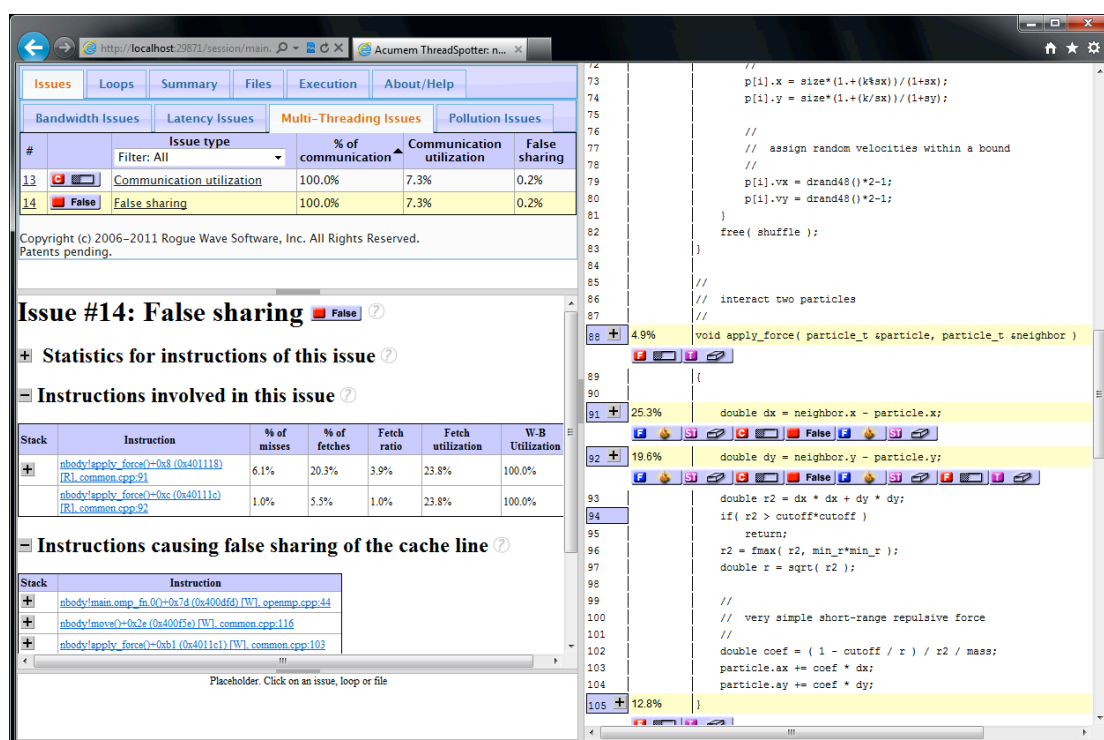 http://localhost:29871/session/main.
Acumem ThreadSpotter: n...
Issues Loops Summary Files Execution About/Help
Bandwidth Issues Latency Issues Multi-Threading Issues Pollution Issues
# Issue type % of communication Communication utilization False sharing
Filter: All
13 C Communication utilization 100.0% 7.3% 0.2%
14 False False sharing 100.0% 7.3% 0.2%
Copyright (c) 2006-2011 Rogue Wave Software, Inc. All Rights Reserved.
Patents pending.
Issue #14: False sharing False ?
+ Statistics for instructions of this issue ?
− Instructions involved in this issue ?
Stack Instruction % of misses % of fetches Fetch ratio Fetch utilization W-B Utilization
+ nbody!apply_force()+0x8 (0x401118) 6.1% 20.3% 3.9% 23.8% 100.0%
[R], common.cpp:91
nbody!apply_force()+0xc (0x40111c) 1.0% 5.5% 1.0% 23.8% 100.0%
[R], common.cpp:92
− Instructions causing false sharing of the cache line ?
Stack Instruction
+ nbody!main.omp_fn.0()+0x7d (0x400dfd) [W], openmp.cpp:44
+ nbody!move()+0x2e (0x400f5e) [W], common.cpp:116
+ nbody!apply_force()+0xb1 (0x4011c1) [W], common.cpp:103
Placeholder. Click on an issue, loop or file
72 //
73 p[i].x = size*(1.+(k%sx))/(1+sx);
74 p[i].y = size*(1.+(k/sx))/(1+sy);
75
76 //
77 // assign random velocities within a bound
78 //
79 p[i].vx = drand48()*2-1;
80 p[i].vy = drand48()*2-1;
81 }
82 free( shuffle );
83 }
84
85 //
86 // interact two particles
87 //
88 + 4.9% void apply_force( particle_t &particle, particle_t &neighbor )
F T
89 {
90
91 + 25.3% double dx = neighbor.x - particle.x;
F ST C False F ST
92 + 19.6% double dy = neighbor.y - particle.y;
F ST C False F ST F T
93 double r2 = dx * dx + dy * dy;
94 if( r2 > cutoff*cutoff )
95 return;
96 r2 = fmax( r2, min_r*min_r );
97 double r = sqrt( r2 );
98
99 //
100 // very simple short-range repulsive force
101 //
102 double coef = ( 1 - cutoff / r ) / r2 / mass;
103 particle.ax += coef * dx;
104 particle.ay += coef * dy;
105 + 12.8% }